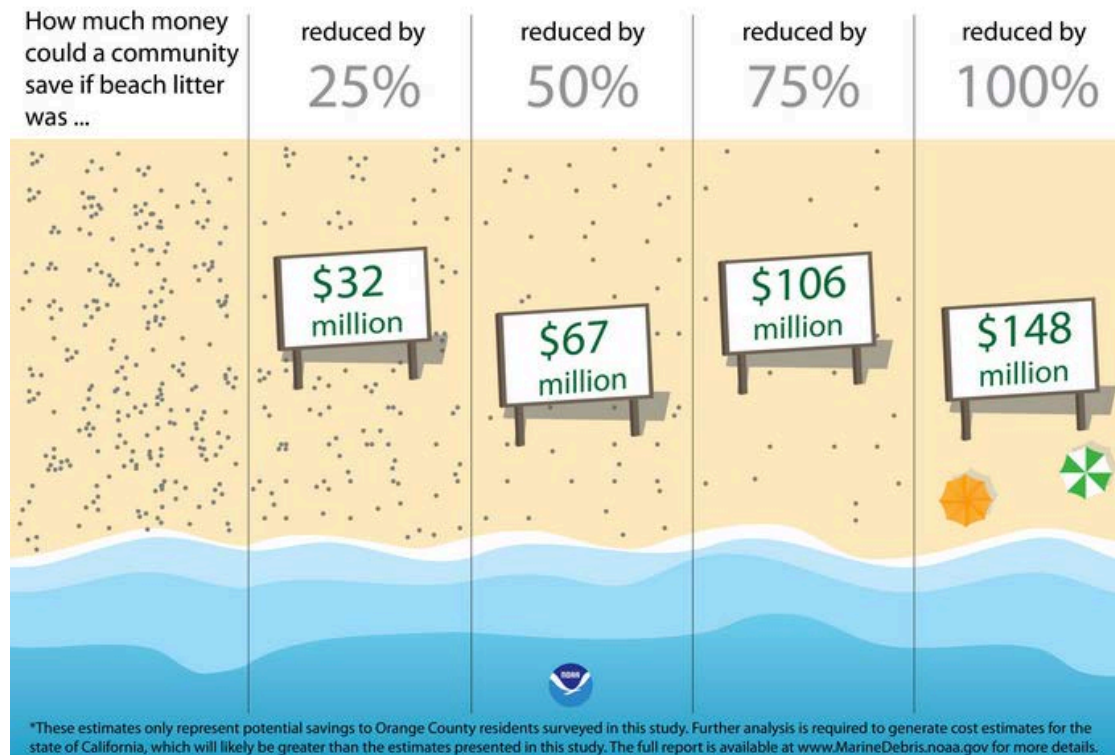 How much money
could a community
save if beach litter
was ...
reduced by
25%
reduced by
50%
reduced by
75%
reduced by
100%
$32
million
$67
million
$106
million
$148
million
NOAA
*These estimates only represent potential savings to Orange County residents surveyed in this study. Further analysis is required to generate cost estimates for the
state of California, which will likely be greater than the estimates presented in this study. The full report is available at www.MarineDebris.noaa.gov for more details.